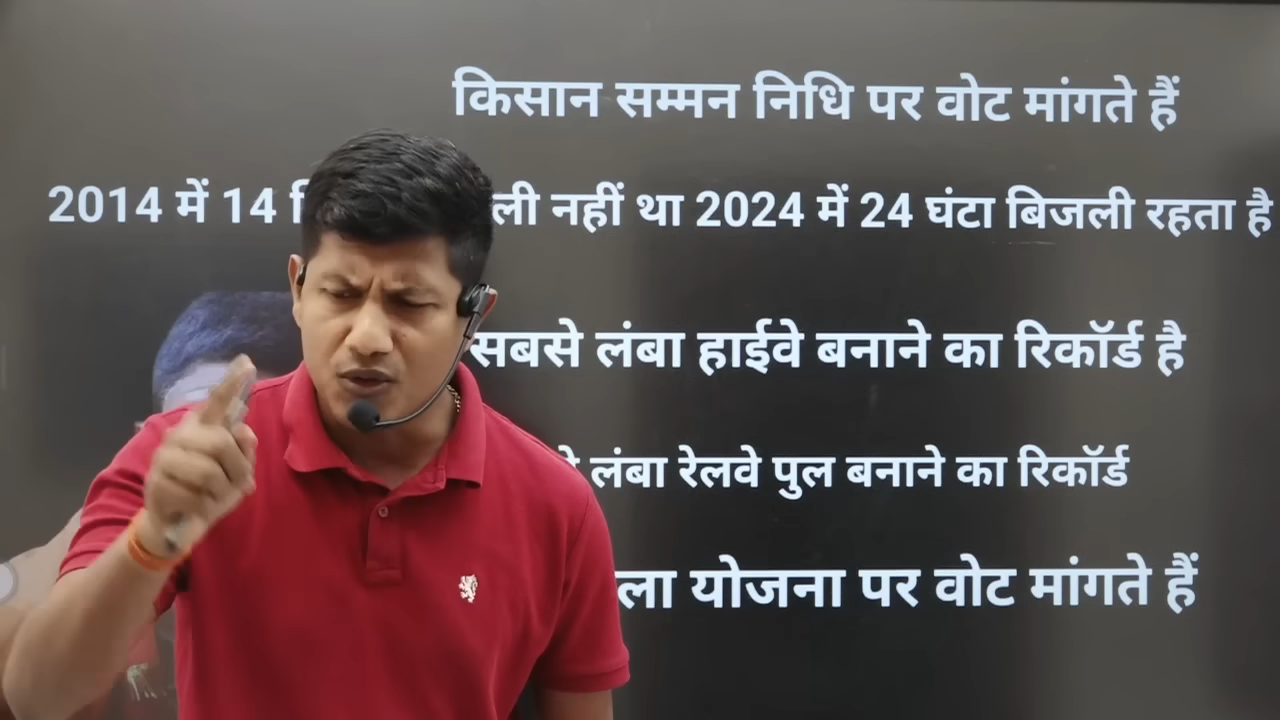 किसान सम्मन निधि पर वोट मांगते हैं
2014 में 14 नहीं था 2024 में 24 घंटा बिजली रहता है
सबसे लंबा हाईवे बनाने का रिकॉर्ड है
लंबा रेलवे पुल बनाने का रिकॉर्ड
योजना पर वोट मांगते हैं